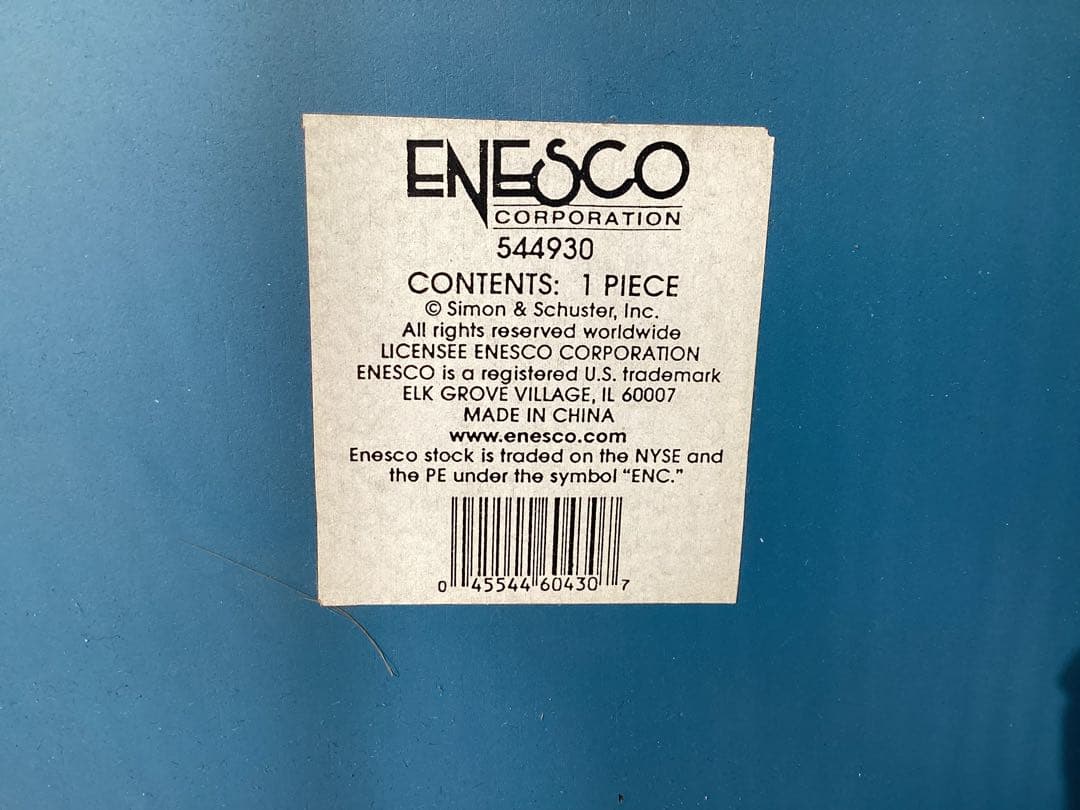 ENESCO
CORPORATION
544930
CONTENTS: 1 PIECE
© Simon & Schuster, Inc.
All rights reserved worldwide
LICENSEE ENESCO CORPORATION
ENESCO is a registered U.S. trademark
ELK GROVE VILLAGE, IL 60007
MADE IN CHINA
www.enesco.com
Enesco stock is traded on the NYSE and
the PE under the symbol “ENC.”
0 45544 60430 7